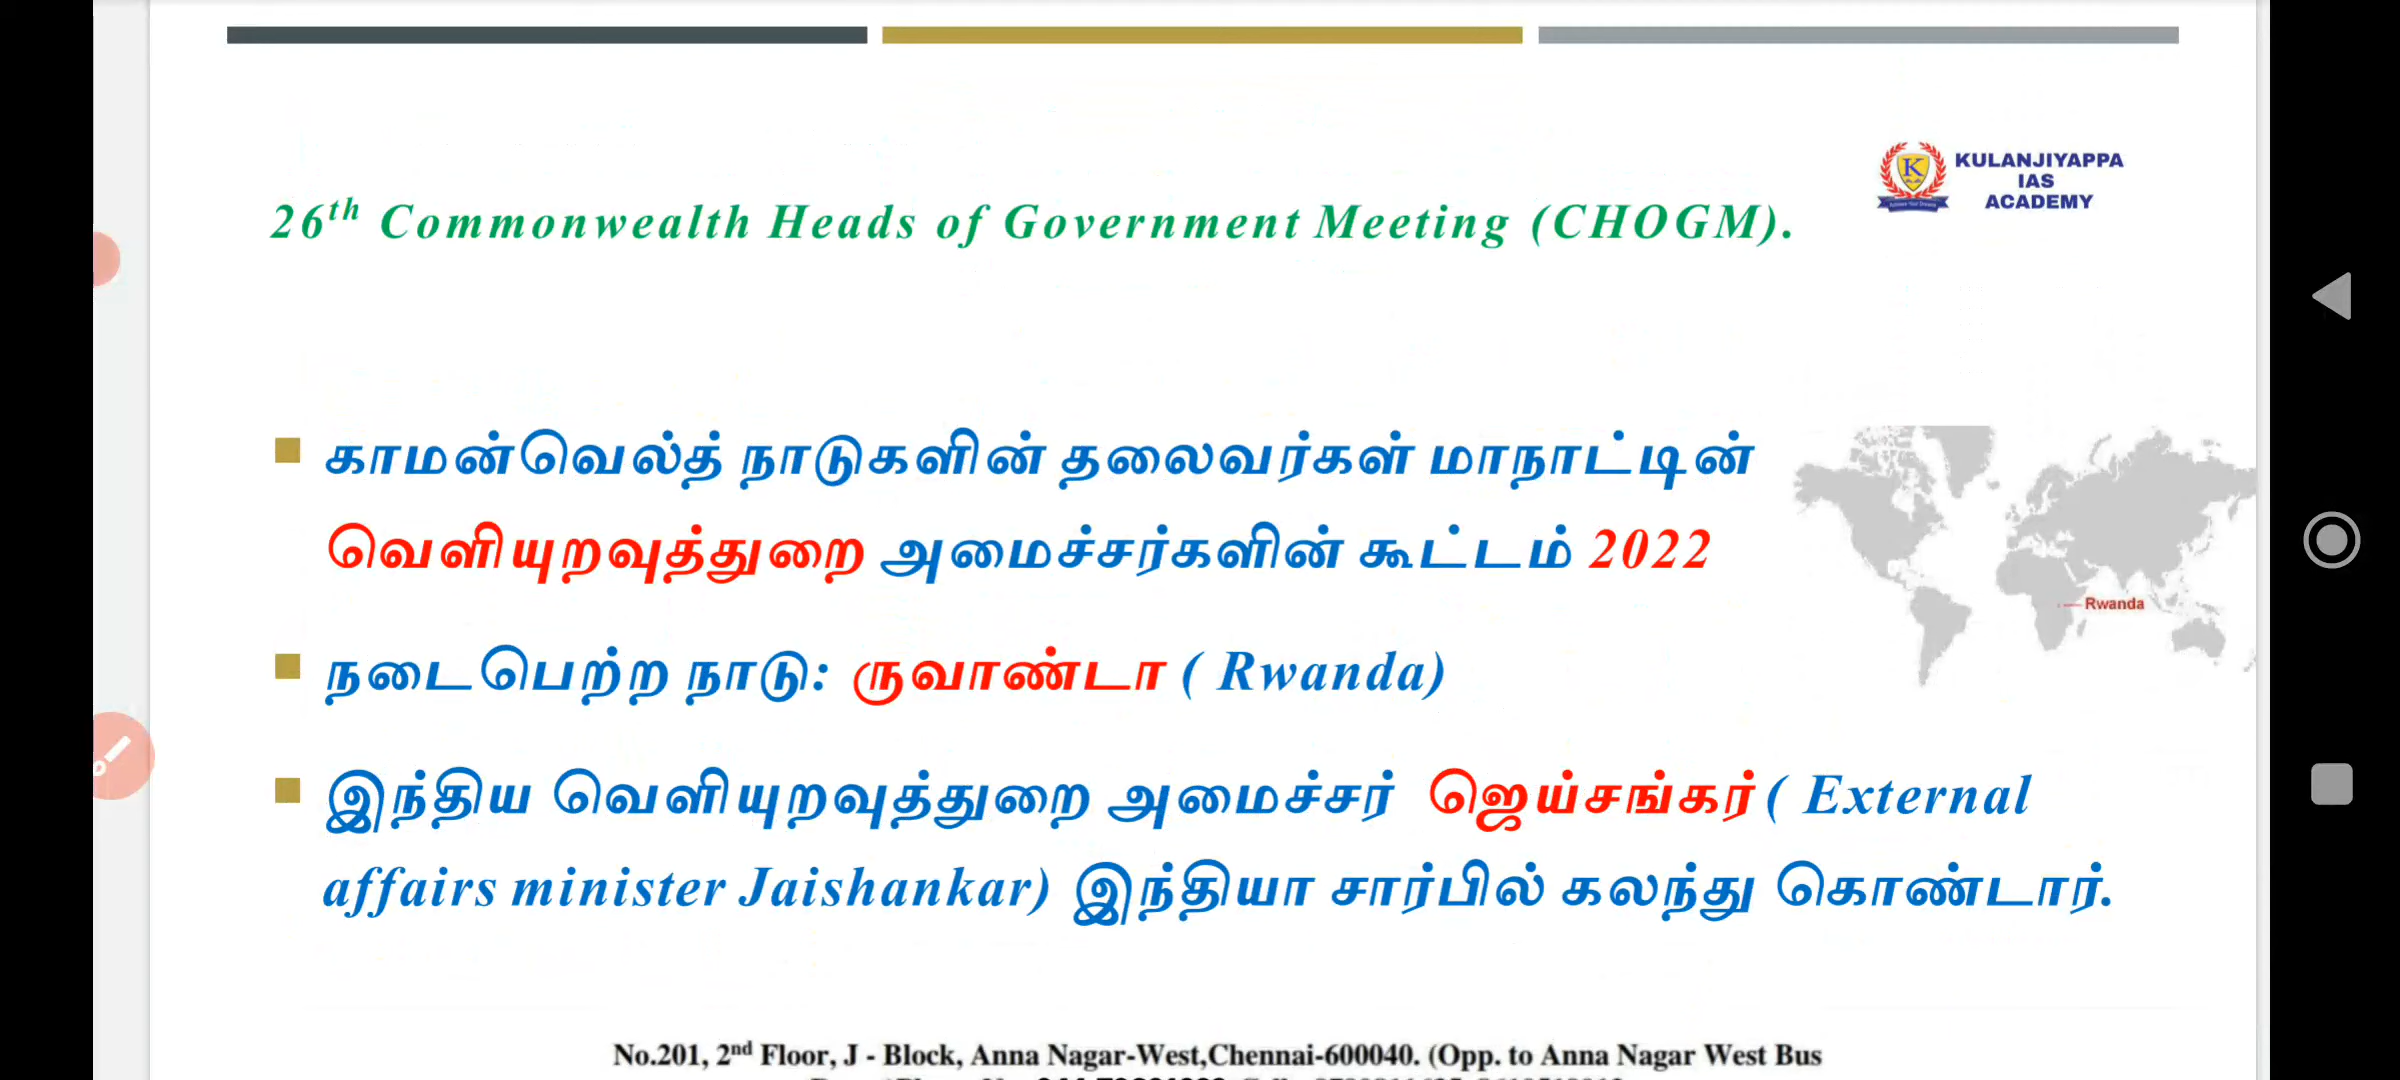 KULANJIYAPPA
IAS
ACADEMY
26th Commonwealth Heads of Government Meeting (CHOGM).
காமன்வெல்த் நாடுகளின் தலைவர்கள் மாநாட்டின்
வெளியுறவுத்துறை அமைச்சர்களின் கூட்டம் 2022
Rwanda
நடைபெற்ற நாடு: ருவாண்டா ( Rwanda)
இந்திய வெளியுறவுத்துறை அமைச்சர் ஜெய்சங்கர் ( External
affairs minister Jaishankar) இந்தியா சார்பில் கலந்து கொண்டார்.
No.201, 2nd Floor, J - Block, Anna Nagar-West,Chennai-600040. (Opp. to Anna Nagar West Bus